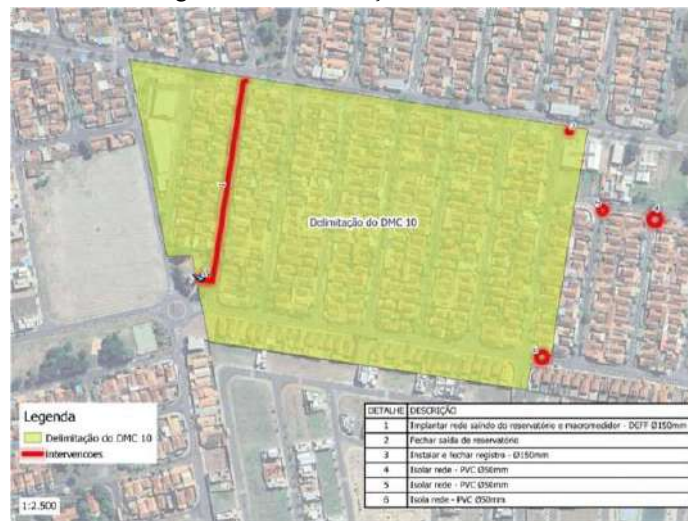 Delimitação do DMC 10
1
Legenda
Delimitação do DMC 10
intervencoes
1:2.500
DETALHE DESCRIÇÃO
1 Implantar rede saindo do reservatório e macromedidor - DEFF Ø150mm
2 Fechar saída de reservatório
3 Instalar e fechar registro - Ø150mm
4 Isolar rede - PVC Ø50mm
5 Isolar rede - PVC Ø50mm
6 Isola rede - PVC Ø50mm